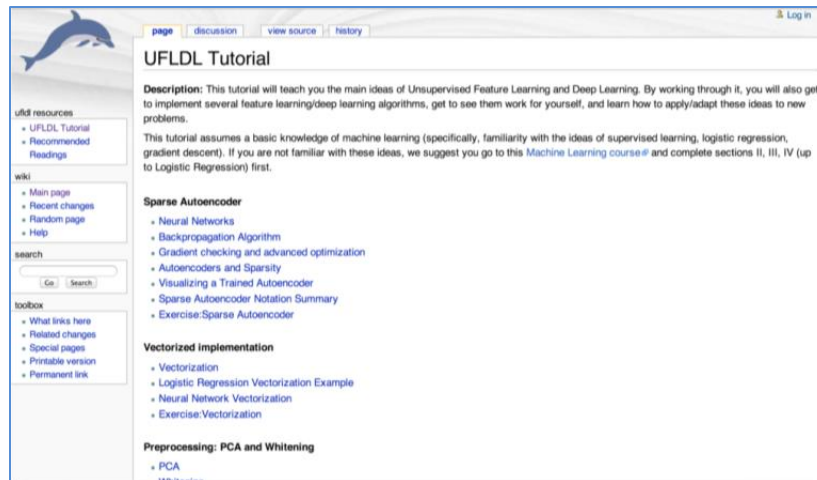 Log in
page
discussion
view source
history
UFLDL Tutorial
Description: This tutorial will teach you the main ideas of Unsupervised Feature Learning and Deep Learning. By working through it, you will also get
to implement several feature learning/deep learning algorithms, get to see them work for yourself, and learn how to apply/adapt these ideas to new
problems.
This tutorial assumes a basic knowledge of machine learning (specifically, familiarity with the ideas of supervised learning, logistic regression,
gradient descent). If you are not familiar with these ideas, we suggest you go to this Machine Learning course and complete sections II, III, IV (up
to Logistic Regression) first.
Sparse Autoencoder
Neural Networks
Backpropagation Algorithm
Gradient checking and advanced optimization
Autoencoders and Sparsity
Visualizing a Trained Autoencoder
Sparse Autoencoder Notation Summary
Exercise:Sparse Autoencoder
Vectorized implementation
Vectorization
Logistic Regression Vectorization Example
Neural Network Vectorization
Exercise:Vectorization
Preprocessing: PCA and Whitening
PCA
ufldl resources
UFLDL Tutorial
Recommended
Readings
wiki
Main page
Recent changes
Random page
Help
search
Go
Search
toolbox
What links here
Related changes
Special pages
Printable version
Permanent link